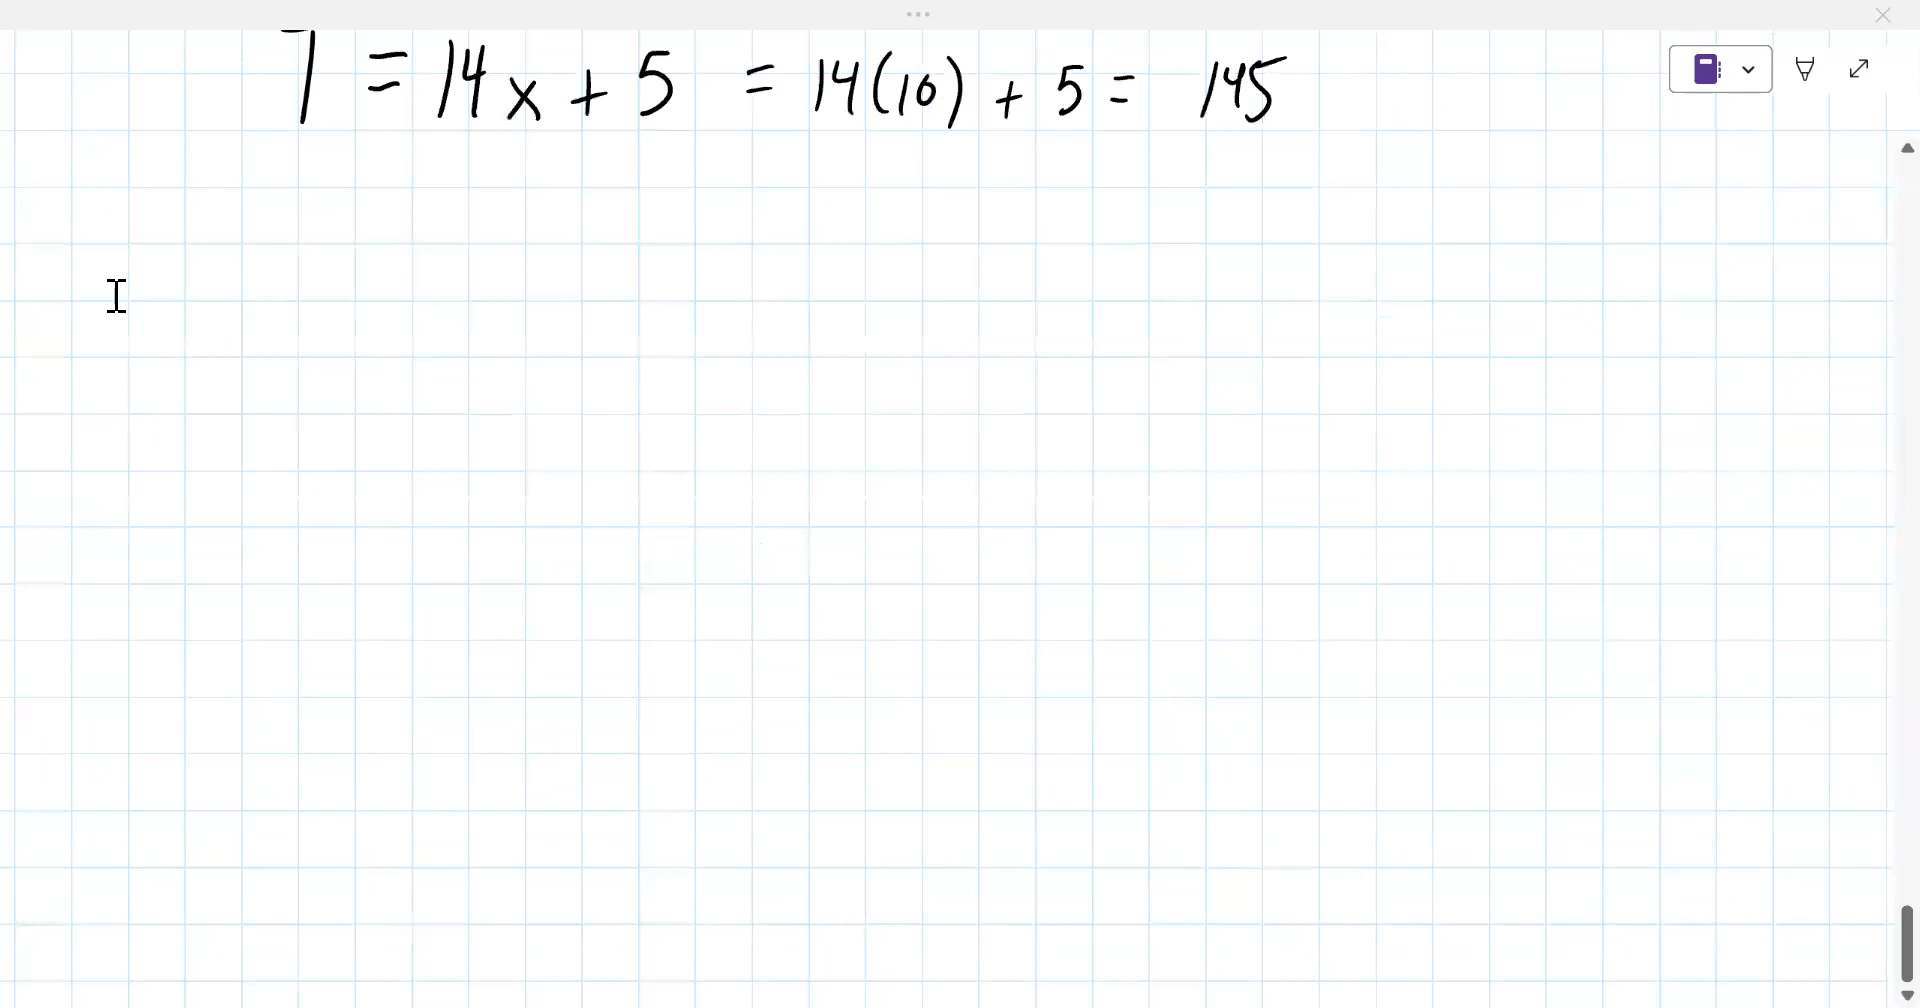 = 14x + 5 = 14(10) + 5 = 145